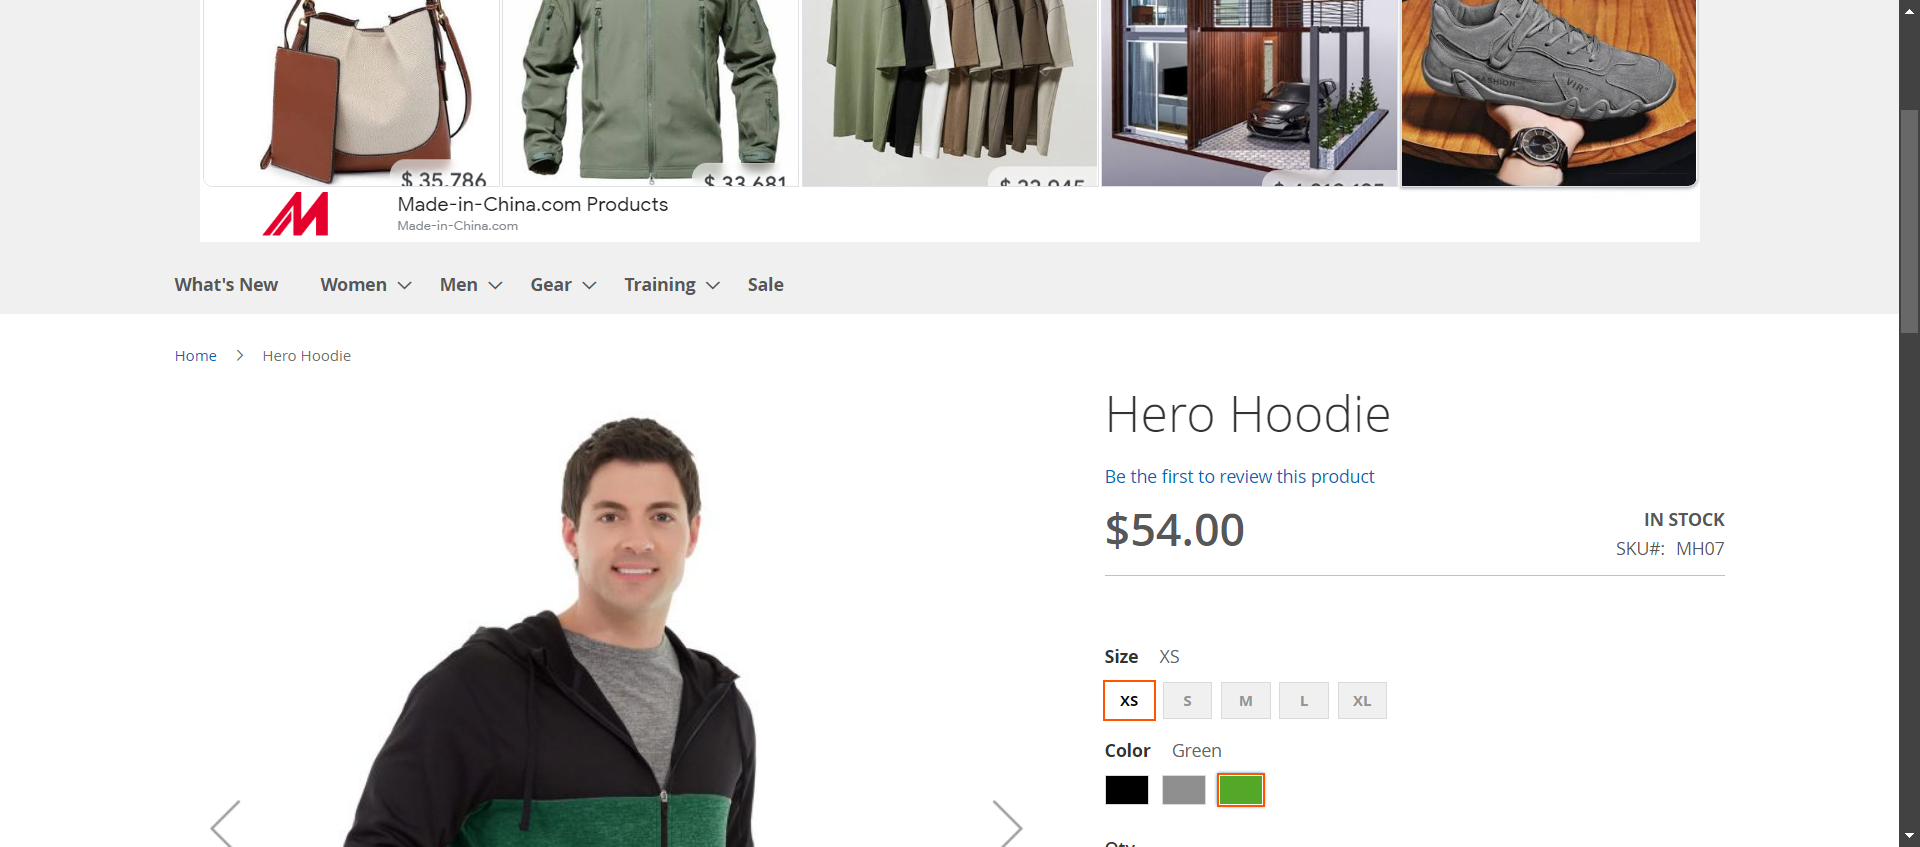 $ 35,786
$ 33,681
FASHION
VIR"
Made-in-China.com Products
Made-in-China.com
What's New Women Men Gear Training Sale
Home > Hero Hoodie
Hero Hoodie
Be the first to review this product
$54.00
IN STOCK
SKU#: MH07
Size XS
XS S M L XL
Color Green
Qty